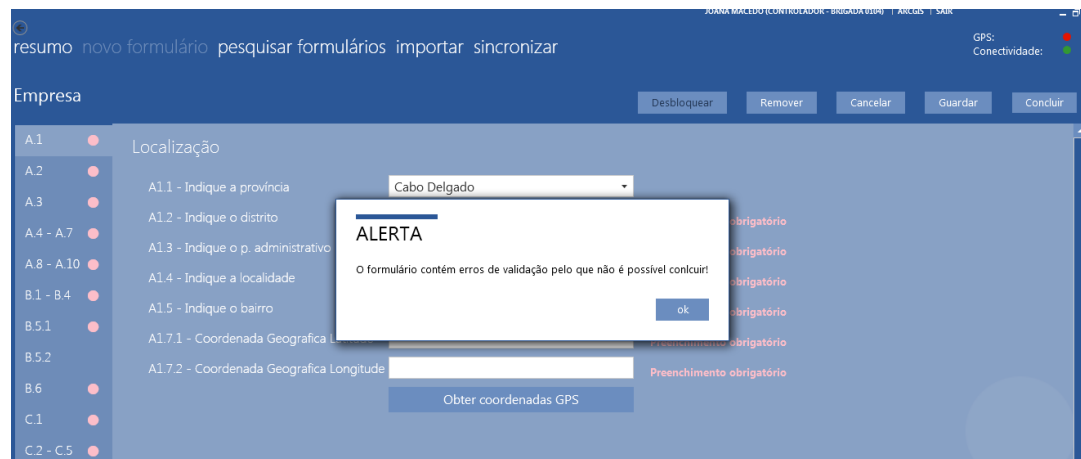 JOANA MACEDO (CONTROLADOR - BRIGADA 0104) | ARCGIS | SAIR
resumo novo formulário pesquisar formulários importar sincronizar
GPS:
Conectividade:
Empresa
Desbloquear Remover Cancelar Guardar Concluir
A.1
A.2
A.3
A.4 - A.7
A.8 - A.10
B.1 - B.4
B.5.1
B.5.2
B.6
C.1
C.2 - C.5
Localização
A1.1 - Indique a província Cabo Delgado
A1.2 - Indique o distrito obrigatório
A1.3 - Indique o p. administrativo obrigatório
A1.4 - Indique a localidade obrigatório
A1.5 - Indique o bairro obrigatório
A1.7.1 - Coordenada Geografica Preenchimento obrigatório
A1.7.2 - Coordenada Geografica Longitude Preenchimento obrigatório
Obter coordenadas GPS
ALERTA
O formulário contém erros de validação pelo que não é possível conlcuir!
ok